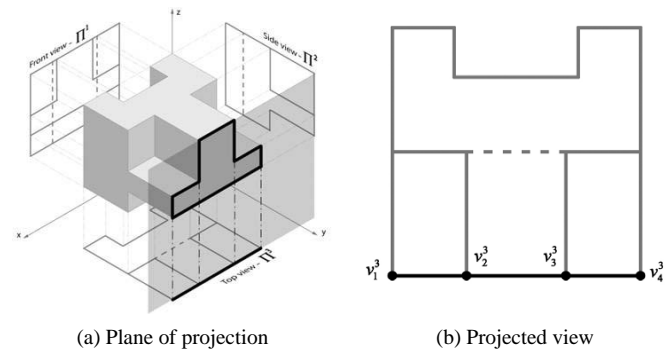 z
Front view - Π¹
Side view - Π²
x
y
Top view - Π³
v₁³
v₂³
v₃³
v₄³
(a) Plane of projection
(b) Projected view